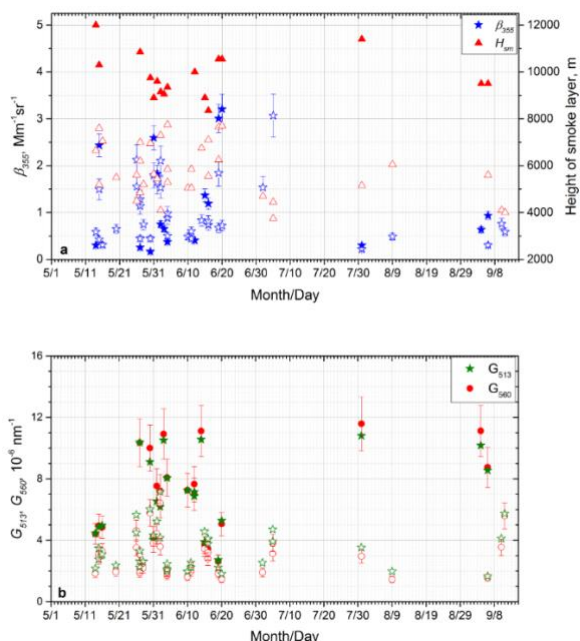 5
4
3
2
1
0
β355, Mm-1sr-1
β355
Hsm
12000
10000
8000
6000
4000
2000
Height of smoke layer, m
a
5/1 5/11 5/21 5/31 6/10 6/20 6/30 7/10 7/20 7/30 8/9 8/19 8/29 9/8
Month/Day
16
12
8
4
0
G513, G560, 10-6 nm-1
G513
G560
b
5/1 5/11 5/21 5/31 6/10 6/20 6/30 7/10 7/20 7/30 8/9 8/19 8/29 9/8
Month/Day